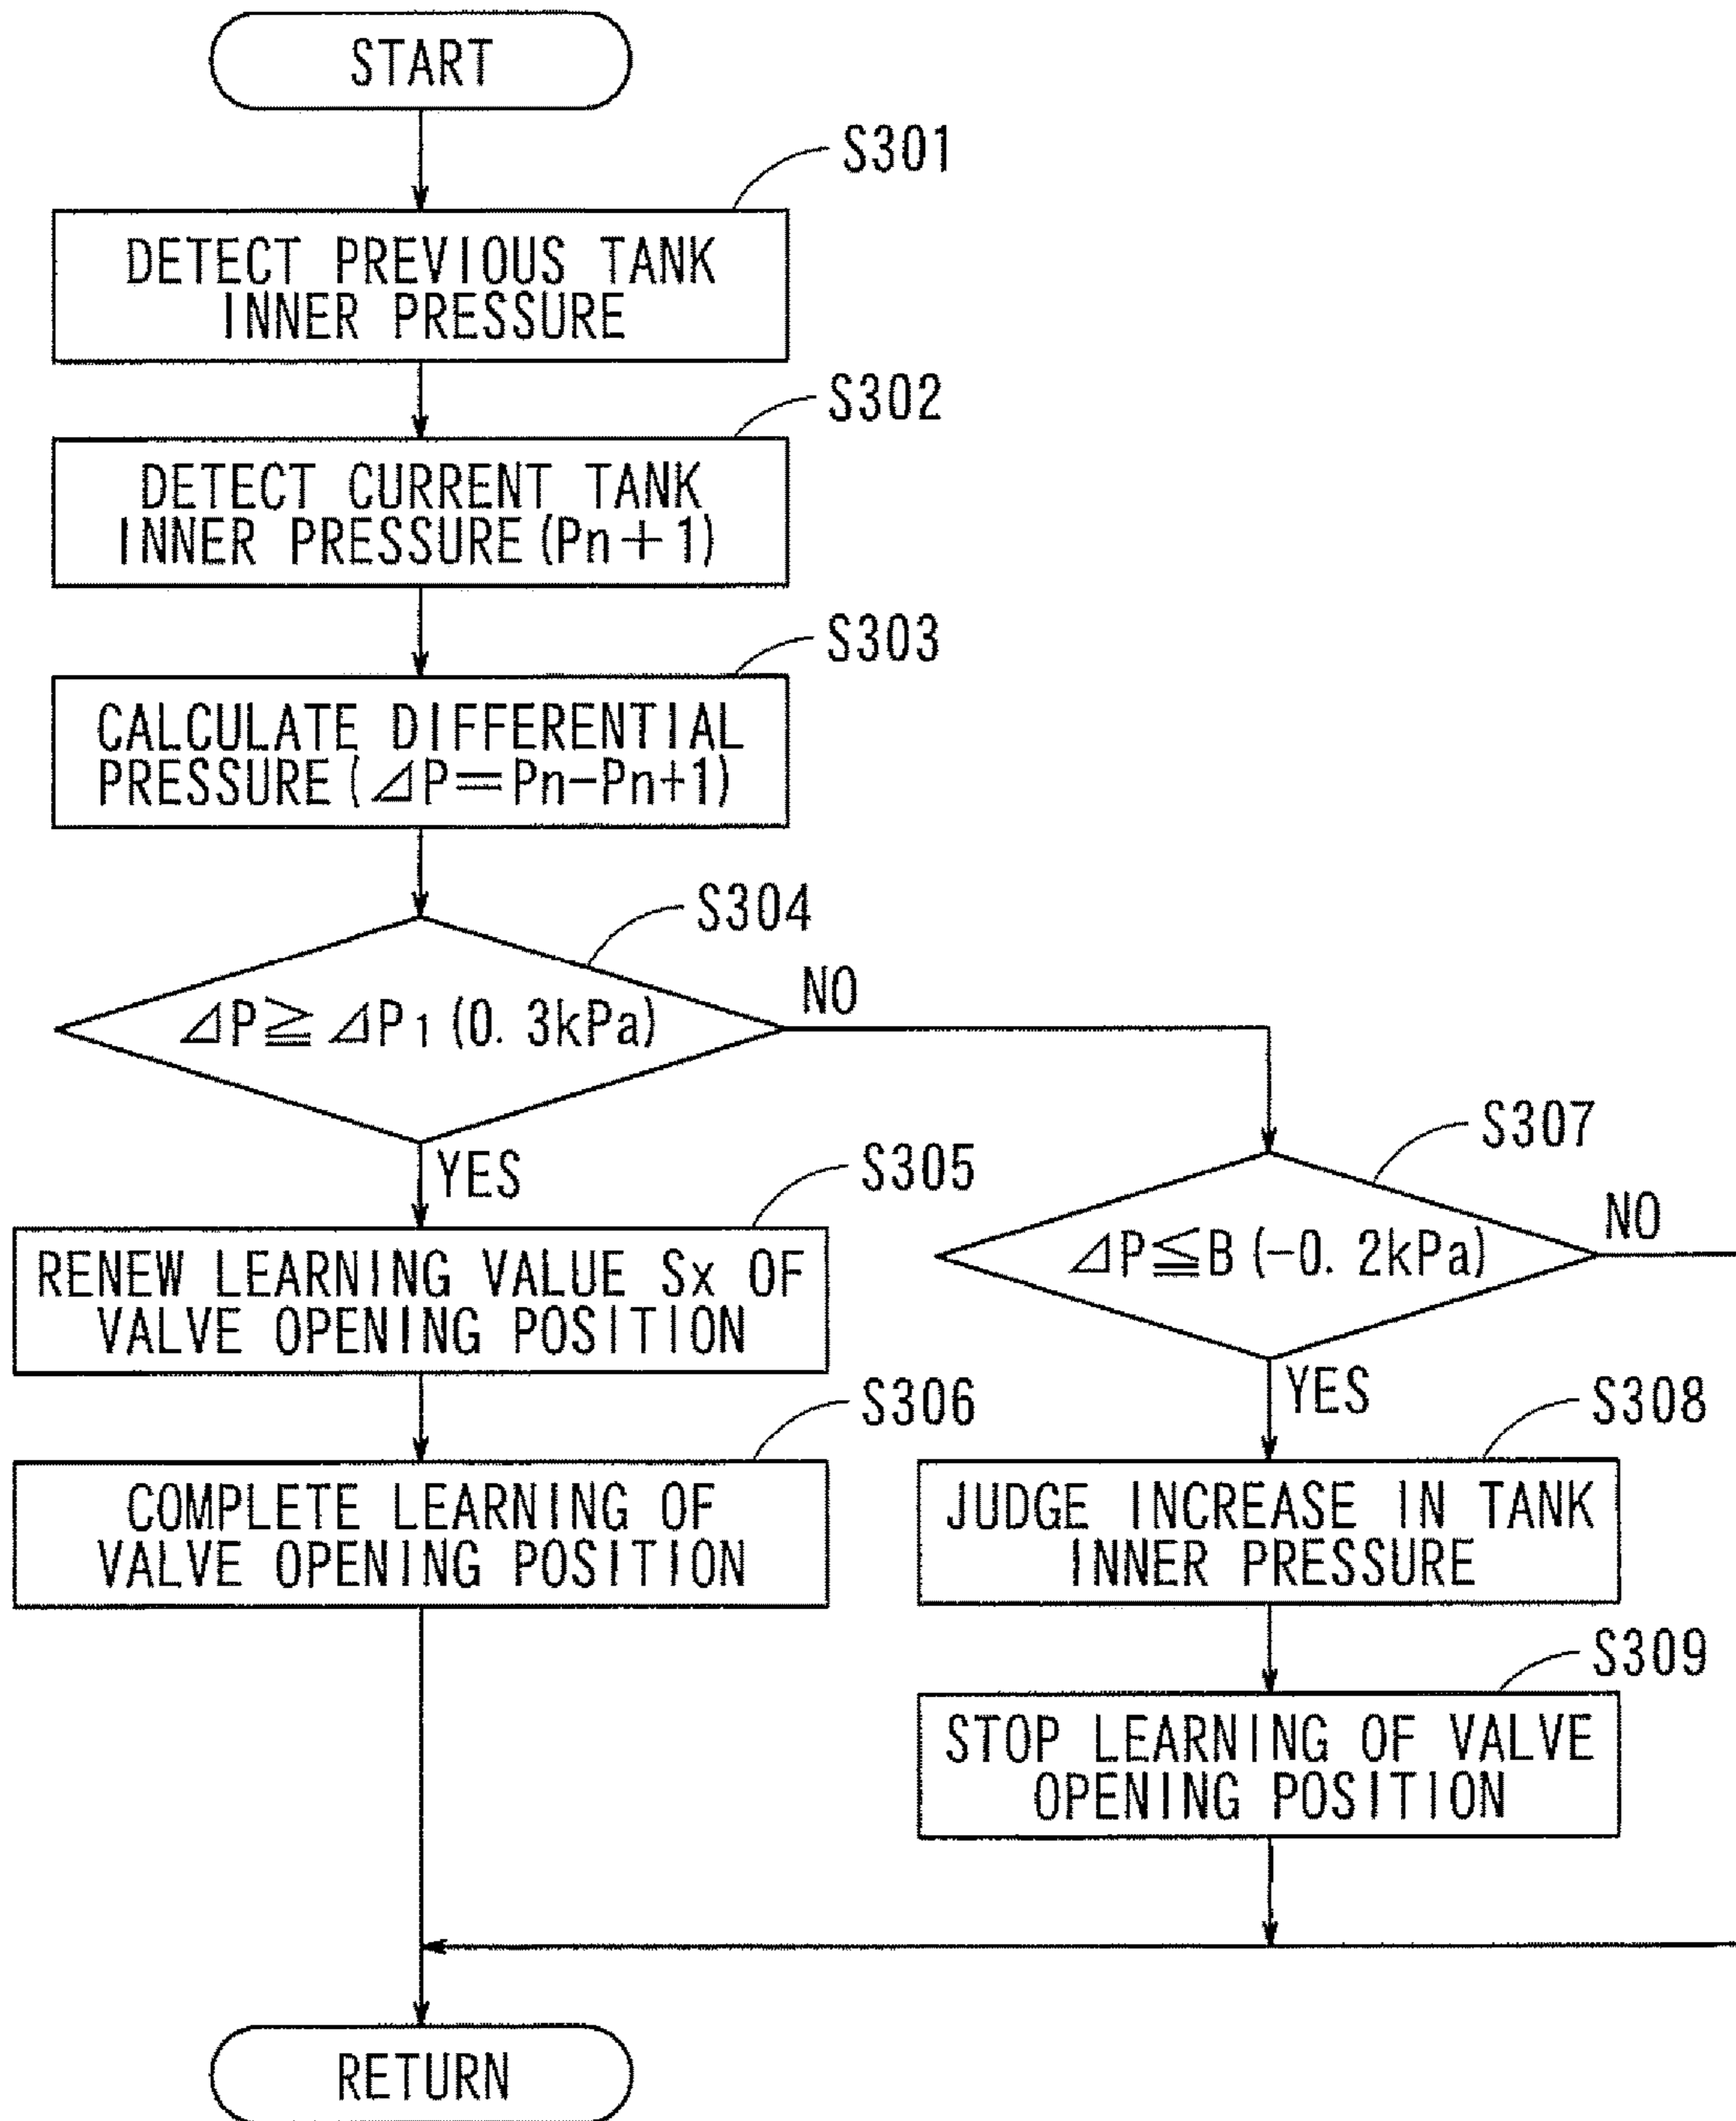 START
S301
DETECT PREVIOUS TANK
INNER PRESSURE
S302
DETECT CURRENT TANK
INNER PRESSURE (Pn+1)
S303
CALCULATE DIFFERENTIAL
PRESSURE (⊿P=Pn-Pn+1)
S304
⊿P≧⊿P1 (0.3kPa)
NO
YES
S305
RENEW LEARNING VALUE Sx OF
VALVE OPENING POSITION
S306
COMPLETE LEARNING OF
VALVE OPENING POSITION
S307
⊿P≦B (-0.2kPa)
NO
YES
S308
JUDGE INCREASE IN TANK
INNER PRESSURE
S309
STOP LEARNING OF VALVE
OPENING POSITION
RETURN